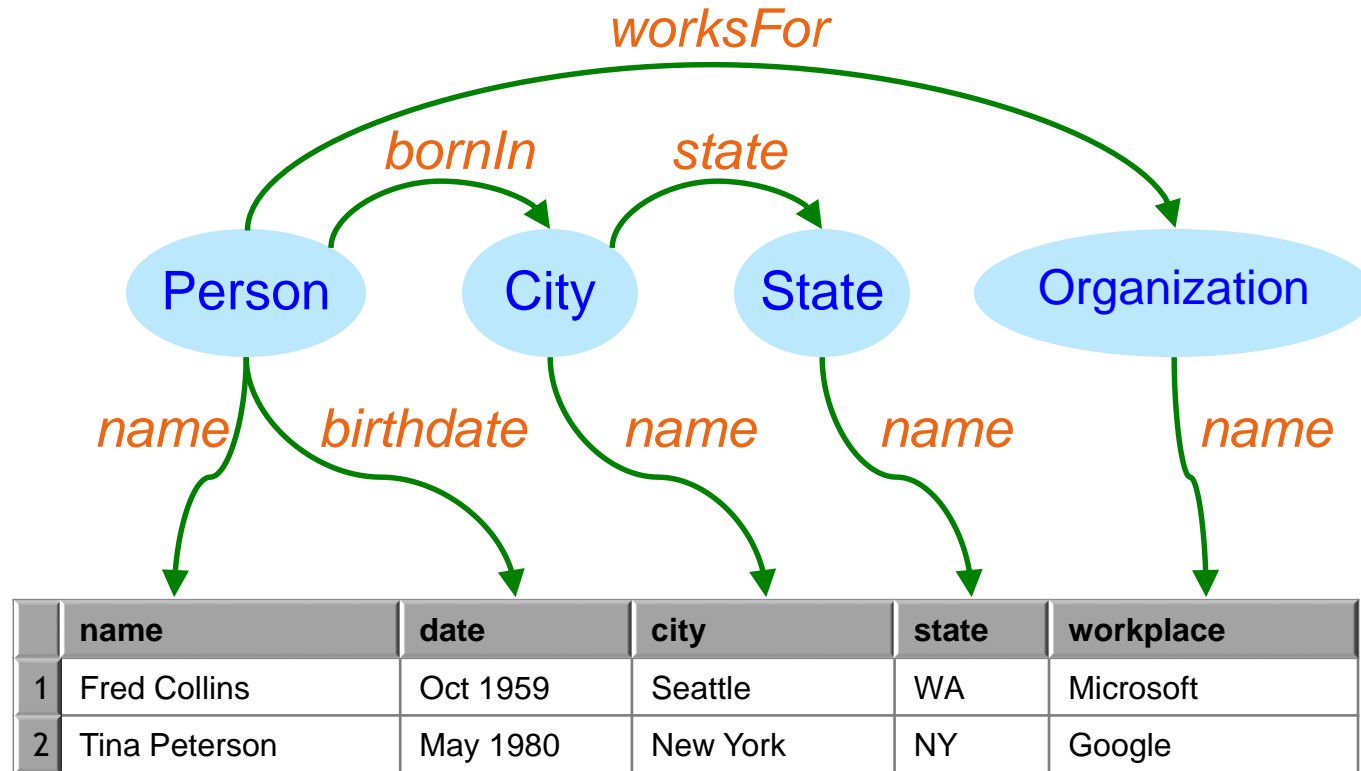 worksFor
bornIn state
Person City State Organization
name birthdate name name name
name date city state workplace
1 Fred Collins Oct 1959 Seattle WA Microsoft
2 Tina Peterson May 1980 New York NY Google